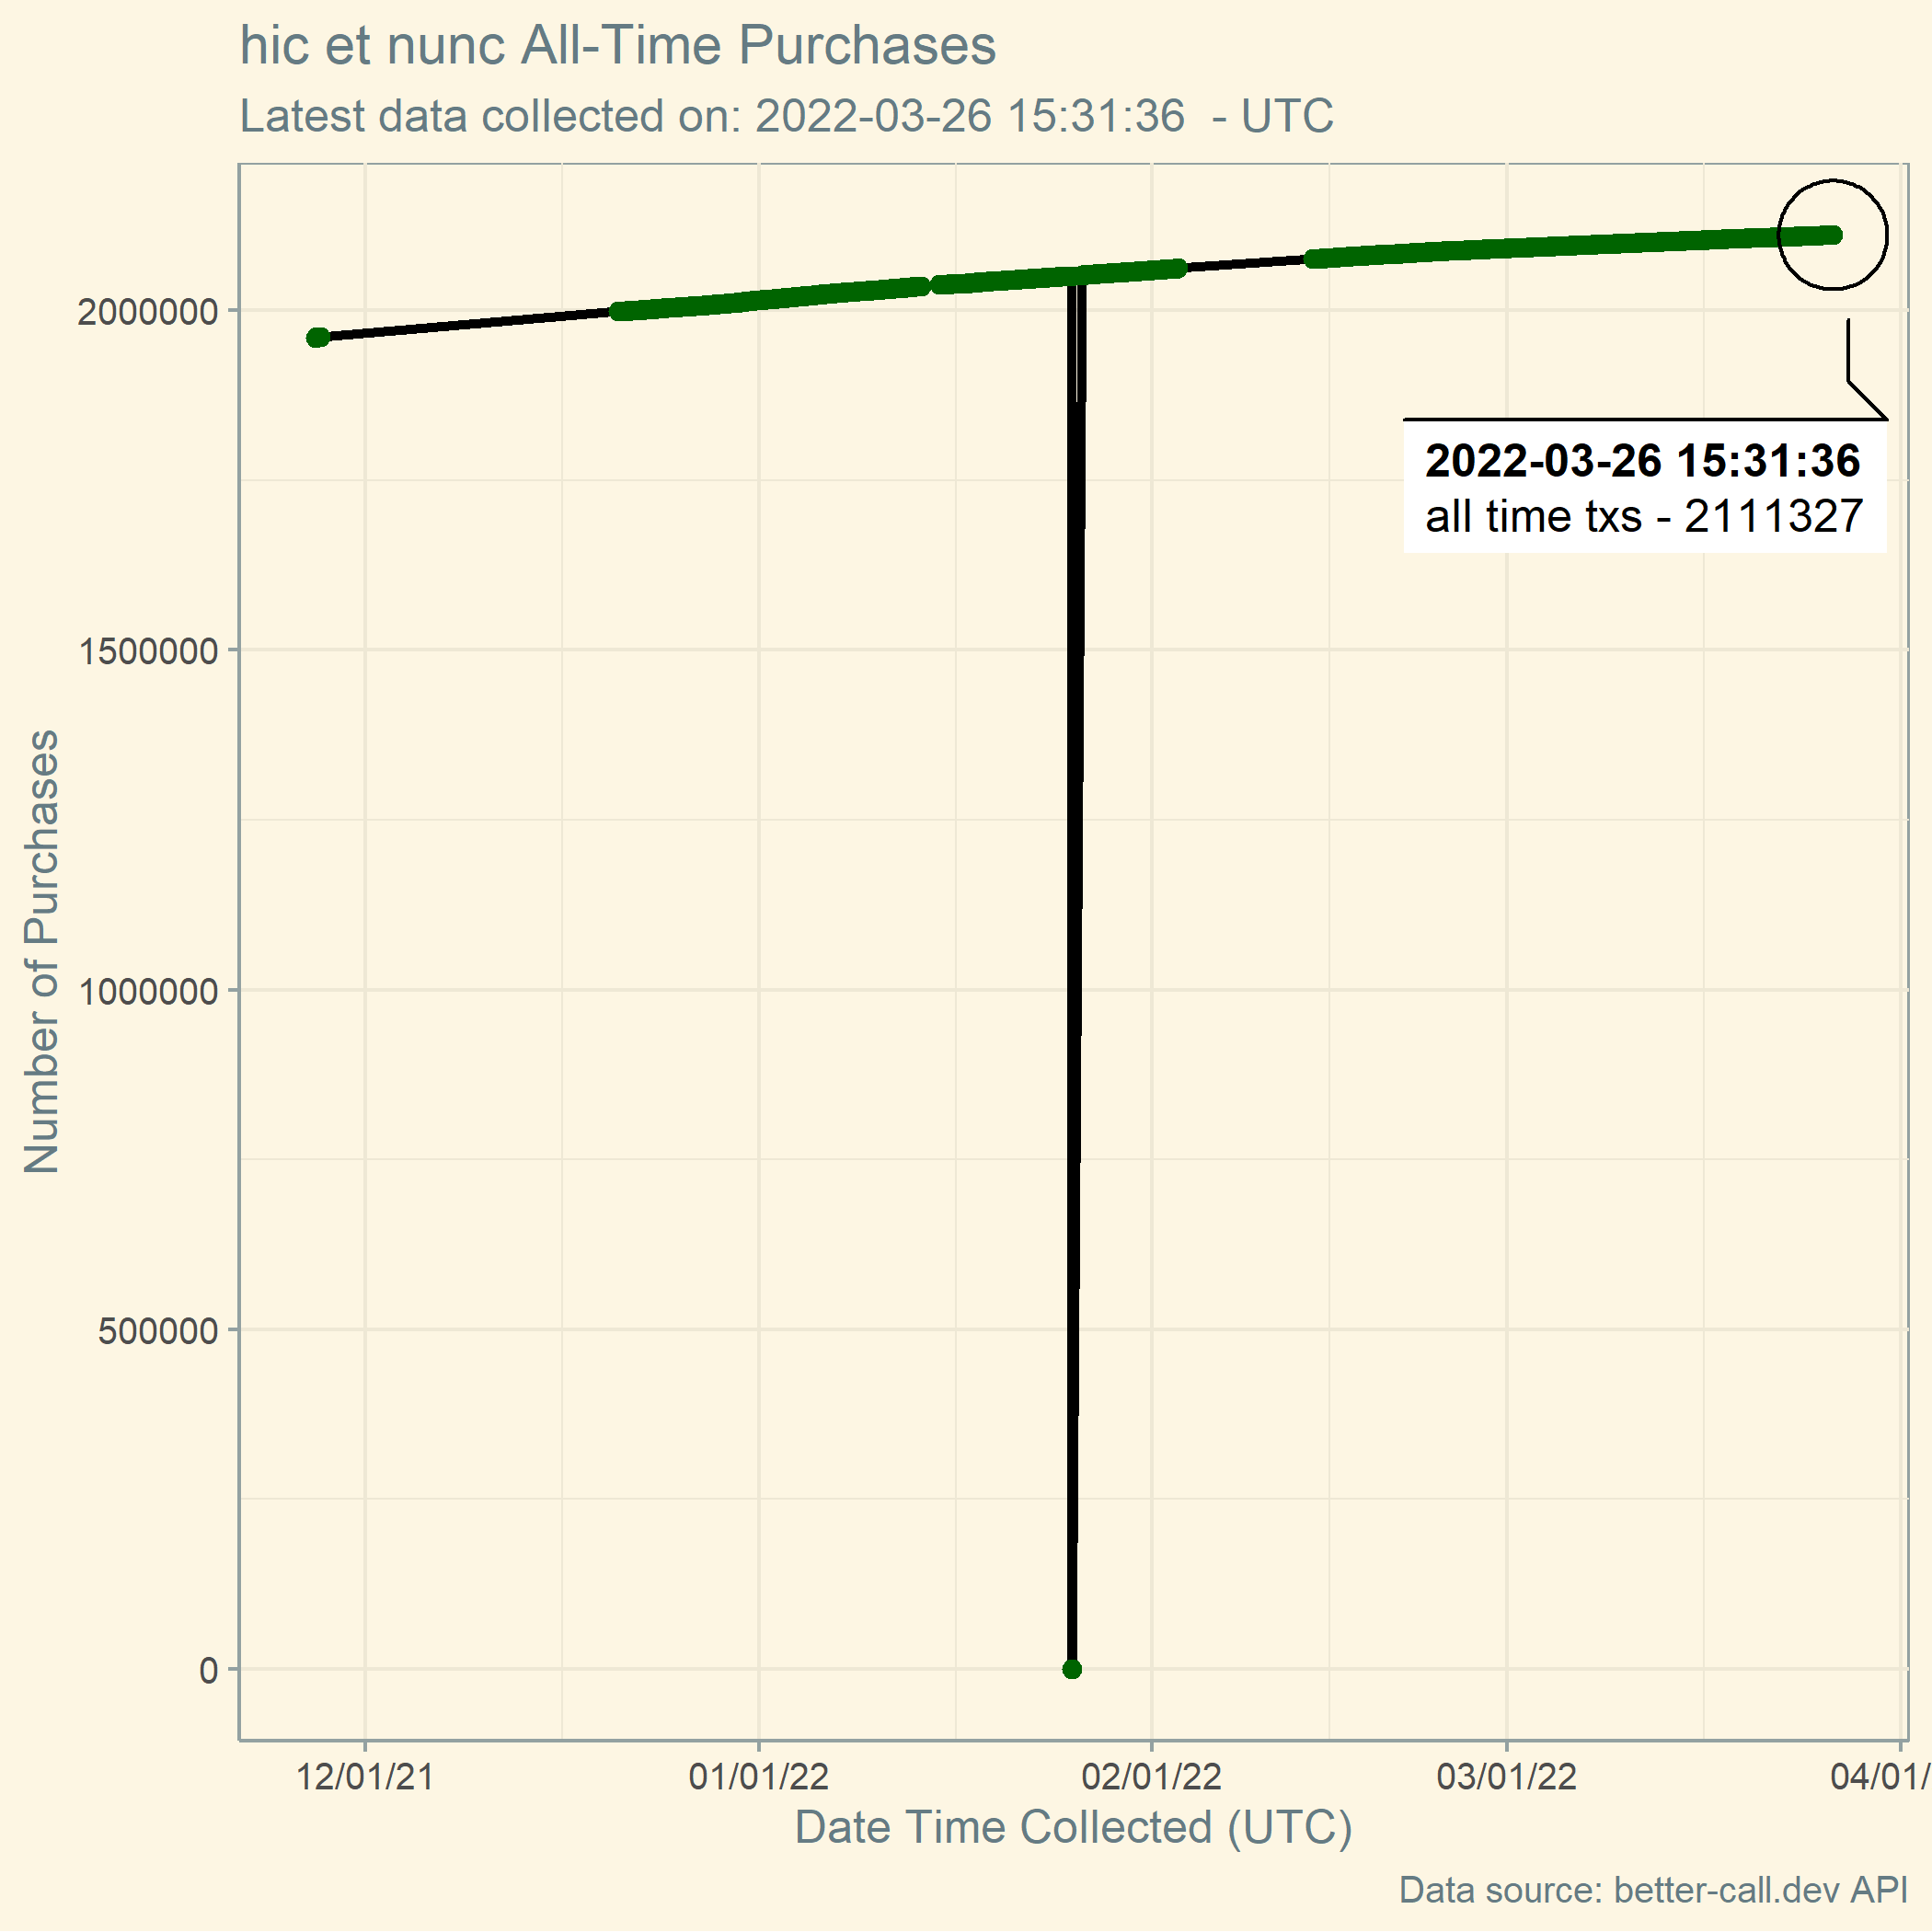 hic et nunc All-Time Purchases
Latest data collected on: 2022-03-26 15:31:36  - UTC
2022-03-26 15:31:36
all time txs - 2111327
Number of Purchases
2000000
1500000
1000000
500000
0
12/01/21 01/01/22 02/01/22 03/01/22 04/01/
Date Time Collected (UTC)
Data source: better-call.dev API